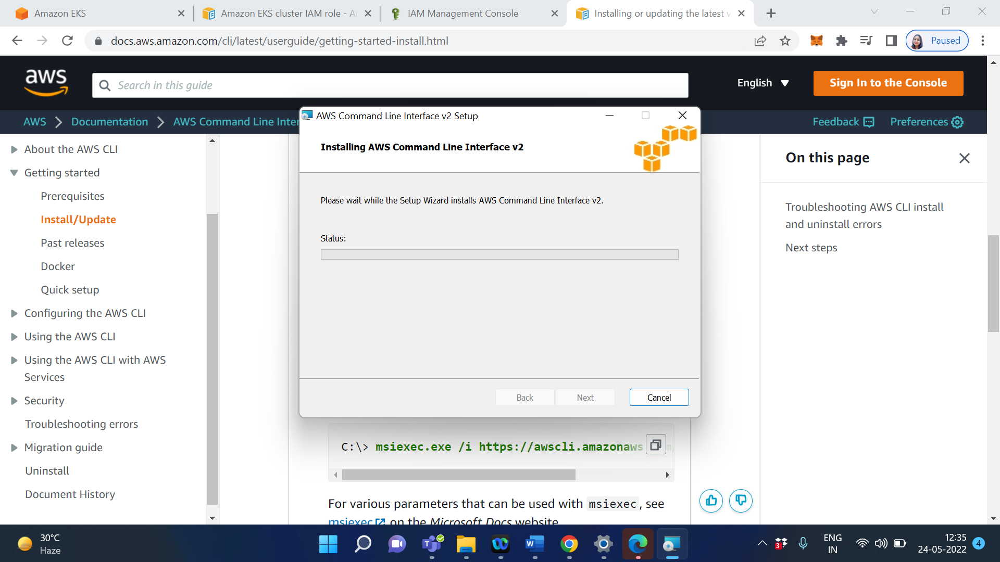 Amazon EKS
Amazon EKS cluster IAM role - A
IAM Management Console
Installing or updating the latest v
docs.aws.amazon.com/cli/latest/userguide/getting-started-install.html
Paused
aws
Search in this guide
English
Sign In to the Console
AWS
Documentation
AWS Command Line Inter
Feedback
Preferences
About the AWS CLI
Getting started
Prerequisites
Install/Update
Past releases
Docker
Quick setup
Configuring the AWS CLI
Using the AWS CLI
Using the AWS CLI with AWS
Services
Security
Troubleshooting errors
Migration guide
Uninstall
Document History
AWS Command Line Interface v2 Setup
Installing AWS Command Line Interface v2
Please wait while the Setup Wizard installs AWS Command Line Interface v2.
Status:
Back
Next
Cancel
C:\> msiexec.exe /i https://awscli.amazonaws
For various parameters that can be used with msiexec, see
msiexec on the Microsoft Docs website.
On this page
Troubleshooting AWS CLI install
and uninstall errors
Next steps
30°C
Haze
3
ENG
IN
12:35
24-05-2022
4